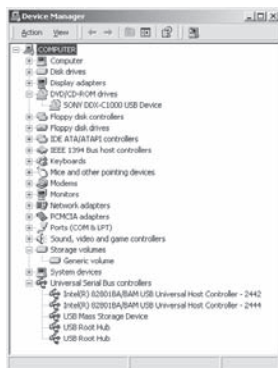 Device Manager
Action View
COMPUTER
Computer
Disk drives
Display adapters
DVD/CD-ROM drives
SONY DDX-C1000 USB Device
Floppy disk controllers
Floppy disk drives
IDE ATA/ATAPI controllers
IEEE 1394 Bus host controllers
Keyboards
Mice and other pointing devices
Modems
Monitors
Network adapters
PCMCIA adapters
Ports (COM & LPT)
Sound, video and game controllers
Storage volumes
Generic volume
System devices
Universal Serial Bus controllers
Intel(R) 82801BA/BAM USB Universal Host Controller - 2442
Intel(R) 82801BA/BAM USB Universal Host Controller - 2444
USB Mass Storage Device
USB Root Hub
USB Root Hub